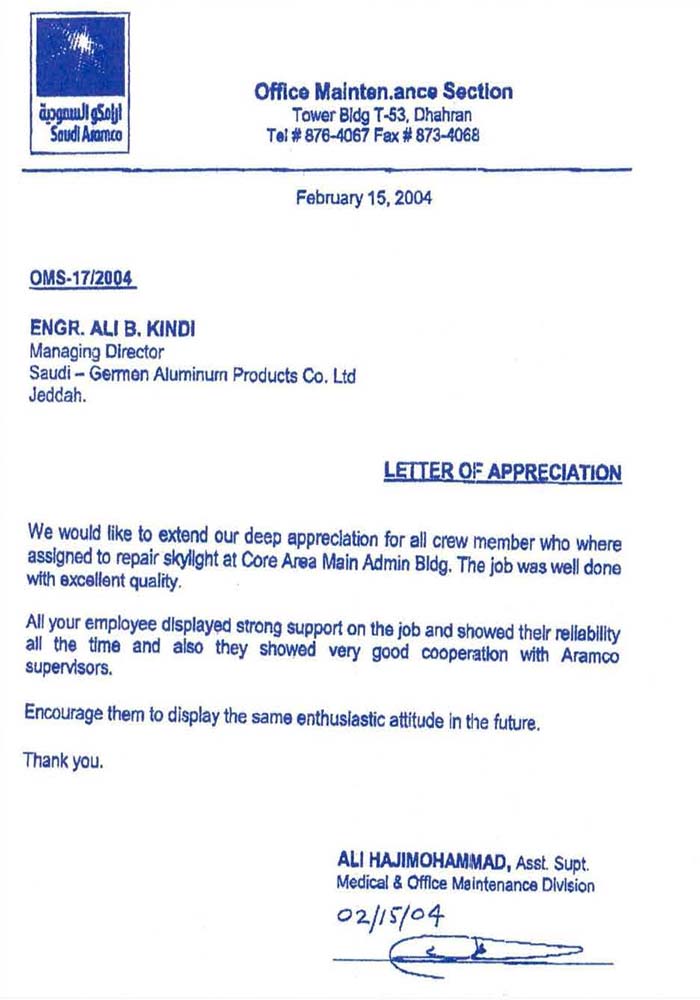 ارامكو السعودية
Saudi Aramco
Office Mainten.ance Section
Tower Bldg T-53, Dhahran
Tel # 876-4067 Fax # 873-4068
February 15, 2004
OMS-17/2004
ENGR. ALI B. KINDI
Managing Director
Saudi – Germen Aluminum Products Co. Ltd
Jeddah.
LETTER OF APPRECIATION
We would like to extend our deep appreciation for all crew member who where
assigned to repair skylight at Core Area Main Admin Bldg. The job was well done
with excellent quality.
All your employee displayed strong support on the job and showed their reliability
all the time and also they showed very good cooperation with Aramco
supervisors.
Encourage them to display the same enthusiastic attitude in the future.
Thank you.
ALI HAJIMOHAMMAD, Asst. Supt.
Medical & Office Maintenance Division
02/15/04